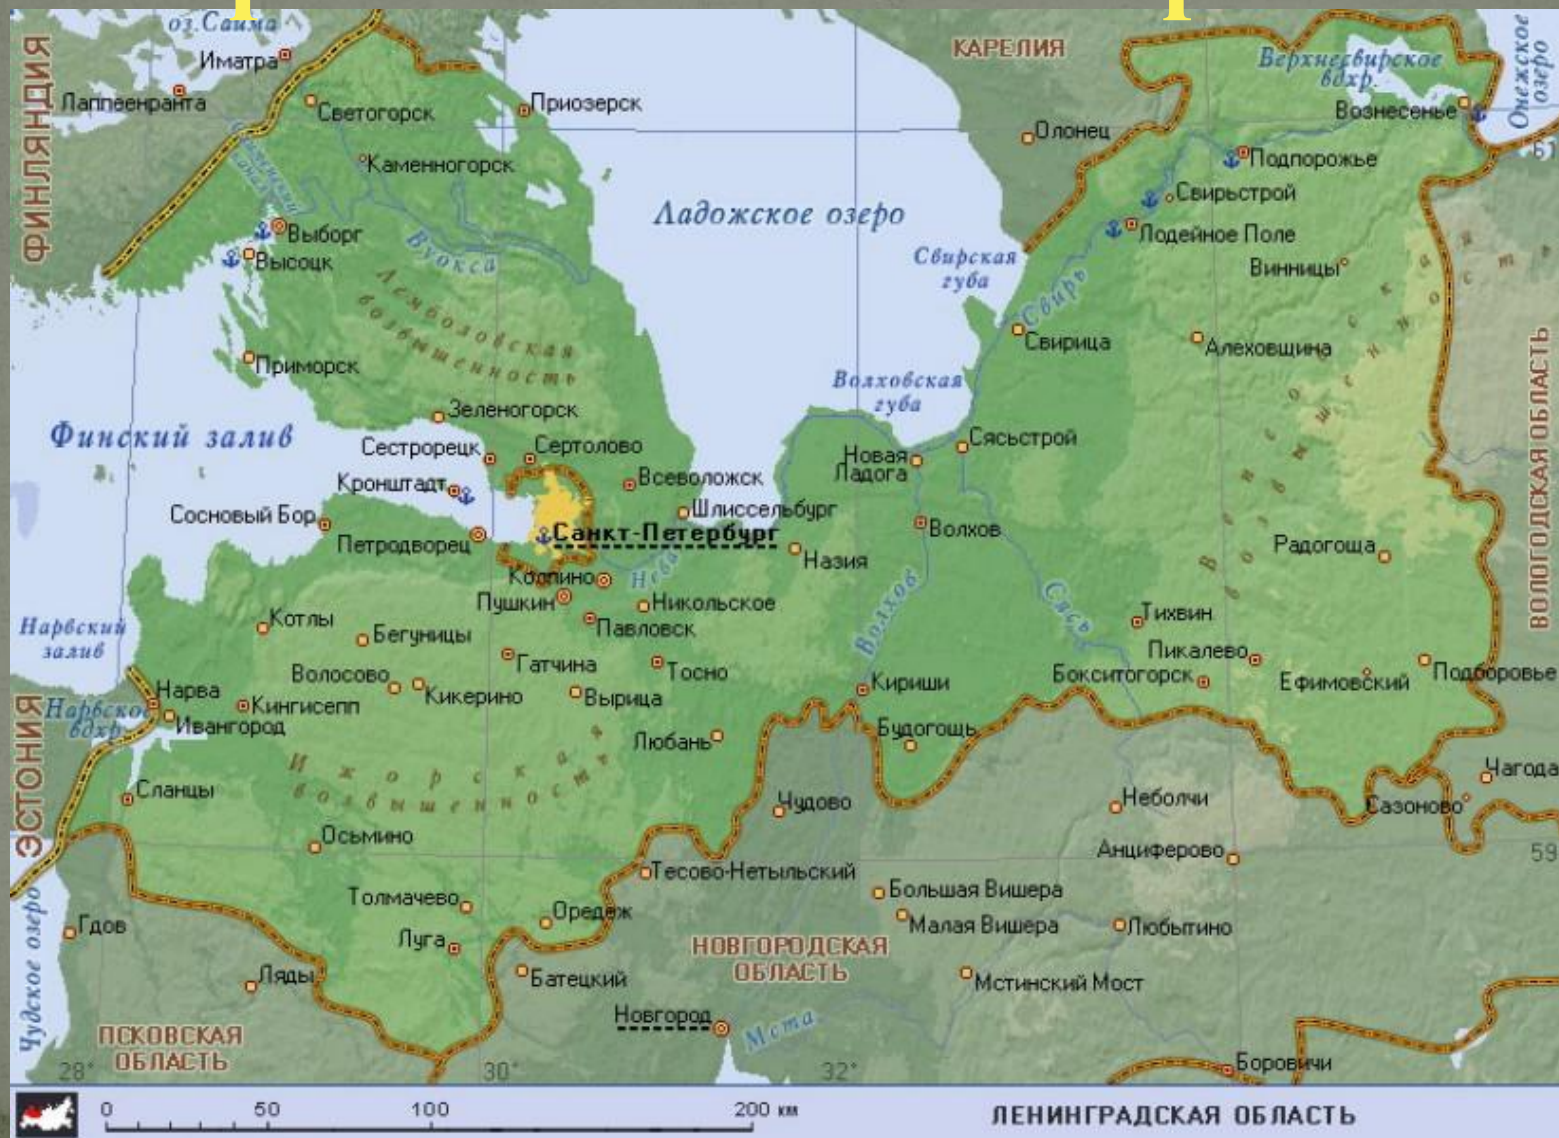 р р
оз.Сайма
Иматра
Лаппеенранта
ФИНЛЯНДИЯ
Светогорск
Приозерск
Каменногорск
Выборг
Высоцк
Вуокса
Лемболовская
возвышенность
Приморск
Зеленогорск
Финский залив
Сестрорецк
Сертолово
Кронштадт
Всеволожск
Сосновый Бор
Шлиссельбург
Петродворец
Санкт-Петербург
Колпино
Нева
Назия
Пушкин
Никольское
Павловск
Ладожское озеро
КАРЕЛИЯ
Олонец
Верхнесвирское
вдхр.
Вознесенье
Онежское
озеро
61
Подпорожье
Свирьстрой
Лодейное Поле
Винницы
Свирская
губа
Свирь
Свирица
Алеховщина
Волховская
губа
Новая
Ладога
Сясьстрой
Волхов
Волхов
Сясь
Вепсовская
возвышенность
Радогоща
ВОЛОГОДСКАЯ ОБЛАСТЬ
Тихвин
Пикалево
Бокситогорск
Ефимовский
Подборовье
Нарвский
залив
Котлы
Бегуницы
Волосово
Кикерино
Гатчина
Вырица
Тосно
Кириши
Нарва
Нарвское
вдхр.
Ивангород
Кингисепп
ЭСТОНИЯ
Любань
Будогощь
Ижорская
возвышенность
Сланцы
Осьмино
Чудово
Неболчи
Чагода
Сазоново
Анциферово
59
Тесово-Нетыльский
Толмачево
Оредеж
Большая Вишера
Малая Вишера
Любытино
Гдов
Луга
НОВГОРОДСКАЯ
ОБЛАСТЬ
Чудское озеро
Ляды
Батецкий
Мстинский Мост
Новгород
Мста
ПСКОВСКАЯ
ОБЛАСТЬ
Боровичи
28° 30° 32°
0 50 100 200 км
ЛЕНИНГРАДСКАЯ ОБЛАСТЬ